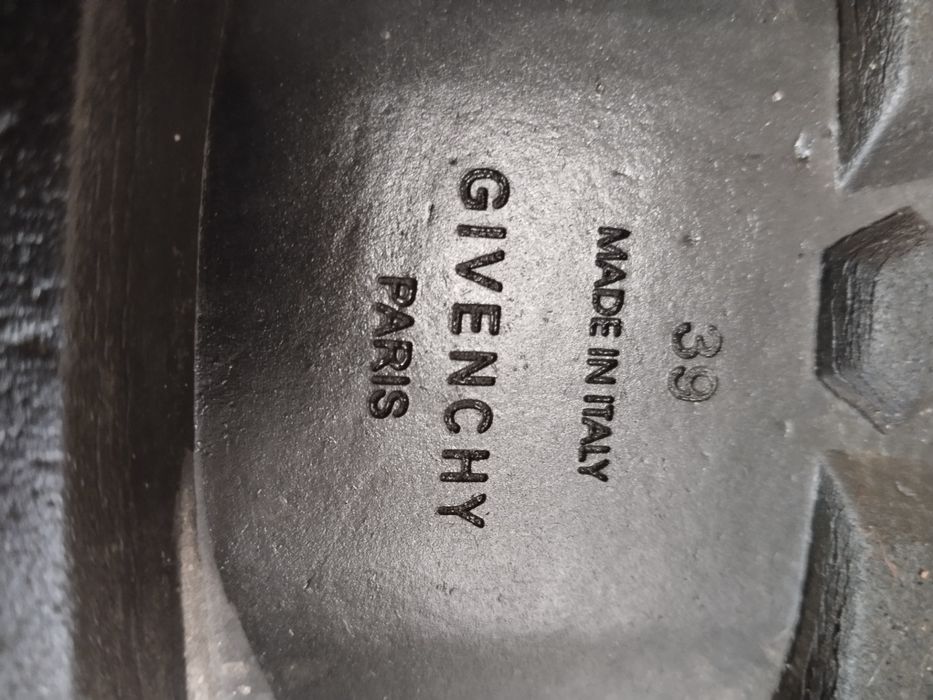 39
MADE IN ITALY
GIVENCHY
PARIS